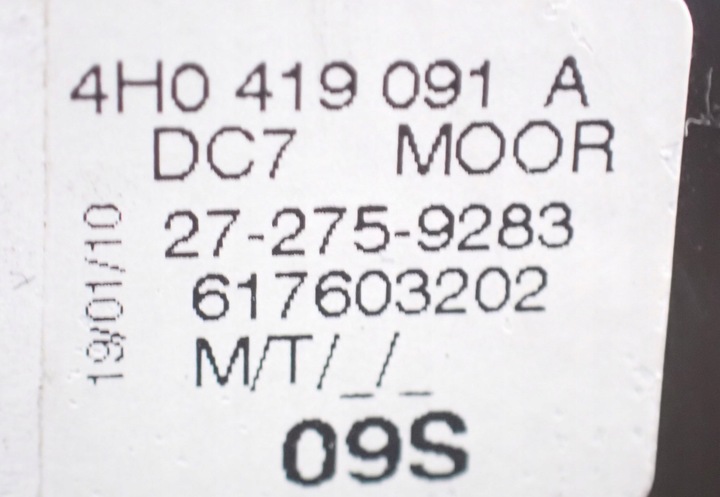 4H0 419 091 A
DC7 MOOR
27-275-9283
617603202
M/T/_/_
09S
19/01/10